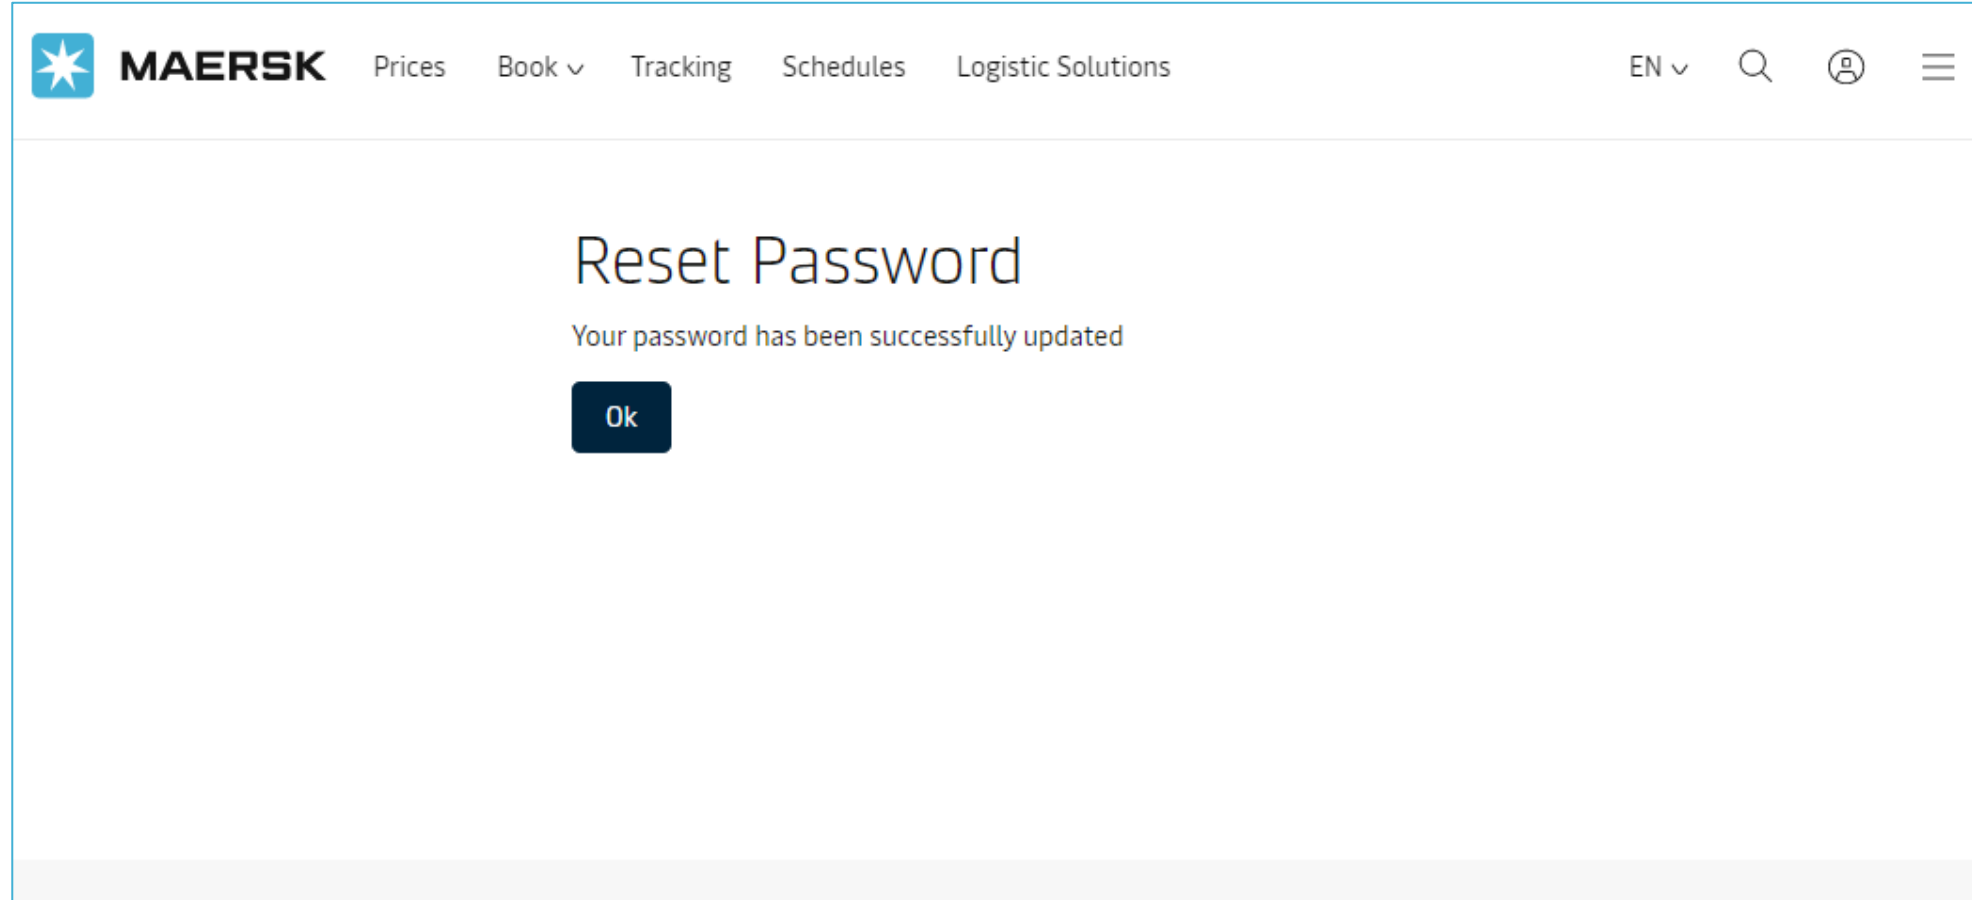 MAERSK Prices Book Tracking Schedules Logistic Solutions EN
Reset Password
Your password has been successfully updated
Ok